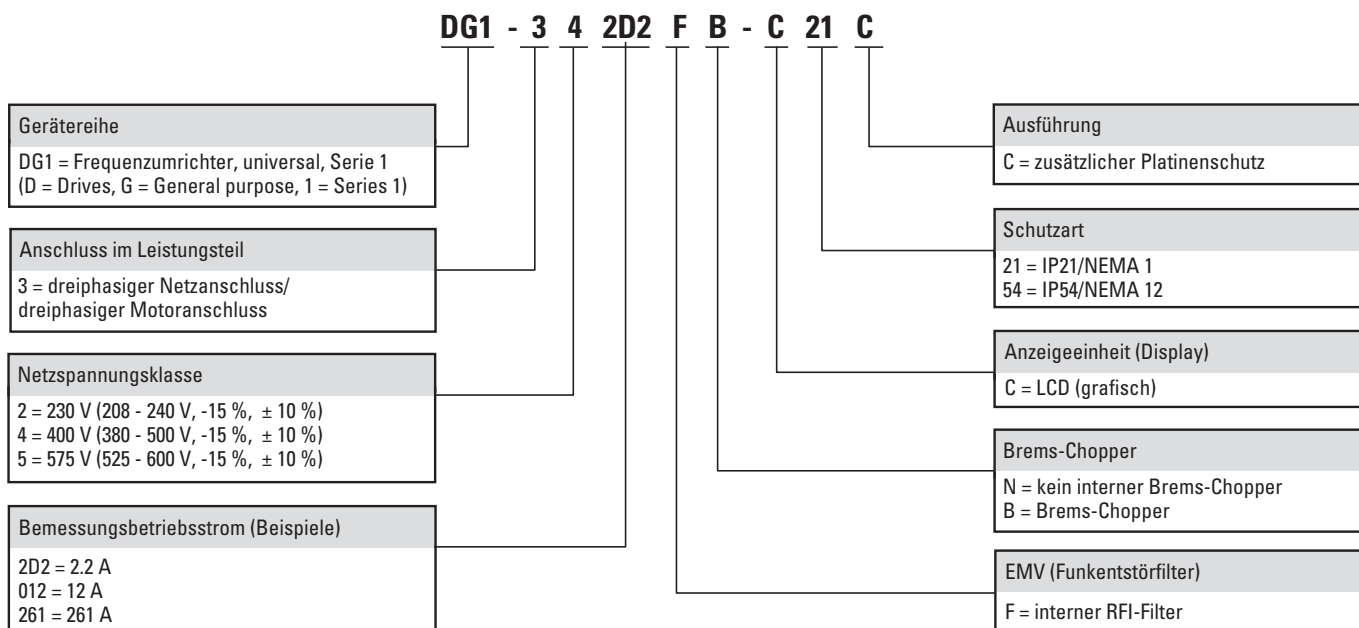 DG1 - 3 4 2D2 F B - C 21 C
Gerätereihe
DG1 = Frequenzumrichter, universal, Serie 1
(D = Drives, G = General purpose, 1 = Series 1)
Anschluss im Leistungsteil
3 = dreiphasiger Netzanschluss/
dreiphasiger Motoranschluss
Netzspannungsklasse
2 = 230 V (208 - 240 V, -15 %, ± 10 %)
4 = 400 V (380 - 500 V, -15 %, ± 10 %)
5 = 575 V (525 - 600 V, -15 %, ± 10 %)
Bemessungsbetriebsstrom (Beispiele)
2D2 = 2.2 A
012 = 12 A
261 = 261 A
Ausführung
C = zusätzlicher Platinenschutz
Schutzart
21 = IP21/NEMA 1
54 = IP54/NEMA 12
Anzeigeeinheit (Display)
C = LCD (grafisch)
Brems-Chopper
N = kein interner Brems-Chopper
B = Brems-Chopper
EMV (Funkentstörfilter)
F = interner RFI-Filter